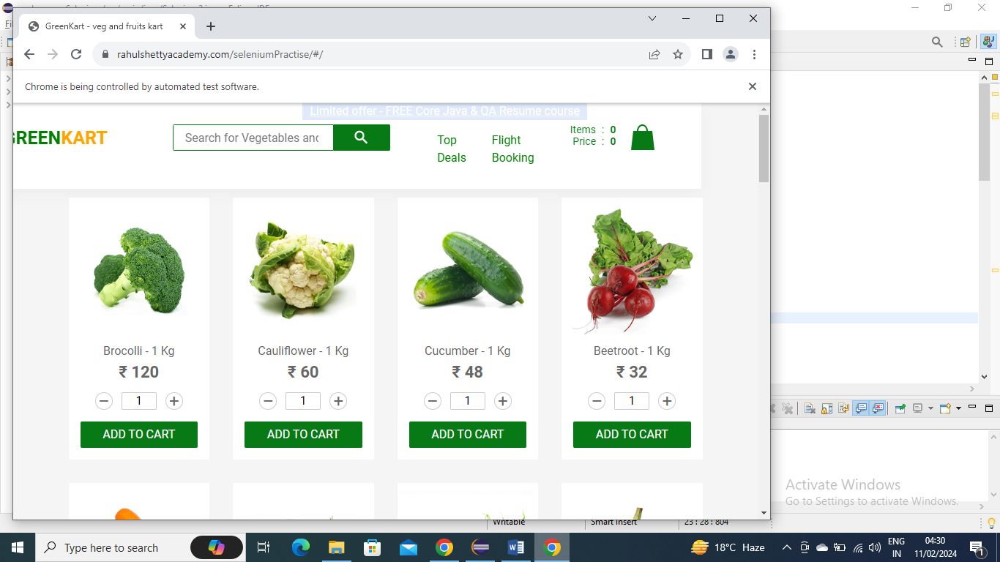 GreenKart - veg and fruits kart
rahulshettyacademy.com/seleniumPractise/#/
Chrome is being controlled by automated test software.
Limited offer - FREE Core Java & QA Resume course
GREENKART
Search for Vegetables and
Top Deals
Flight Booking
Items : 0
Price : 0
Brocolli - 1 Kg
₹ 120
1
ADD TO CART
Cauliflower - 1 Kg
₹ 60
1
ADD TO CART
Cucumber - 1 Kg
₹ 48
1
ADD TO CART
Beetroot - 1 Kg
₹ 32
1
ADD TO CART
Activate Windows
Go to Settings to activate Windows.
Writable
Smart Insert
23 : 28 : 804
Type here to search
18°C Haze
ENG
IN
04:30
11/02/2024
1